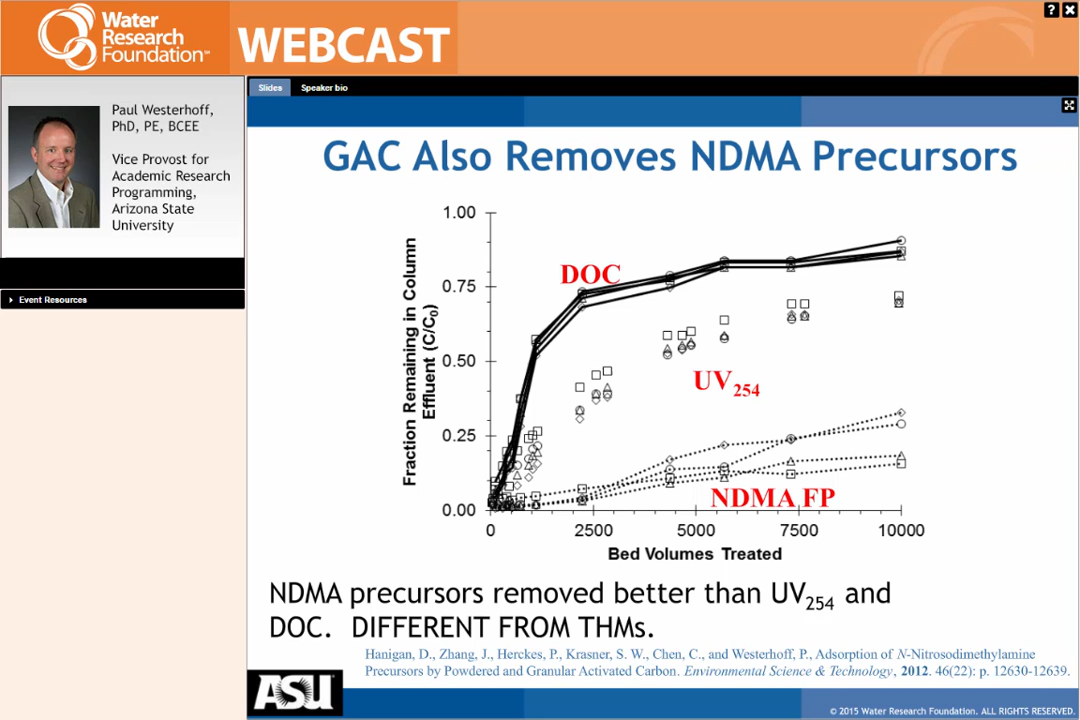 Water
Research
Foundation™
WEBCAST
? ×
Paul Westerhoff,
PhD, PE, BCEE
Vice Provost for
Academic Research
Programming,
Arizona State
University
Event Resources
Slides Speaker bio
GAC Also Removes NDMA Precursors
Fraction Remaining in Column
Effluent (C/C₀)
1.00
0.75
0.50
0.25
0.00
DOC
UV₂₅₄
NDMA FP
0 2500 5000 7500 10000
Bed Volumes Treated
NDMA precursors removed better than UV₂₅₄ and
DOC. DIFFERENT FROM THMs.
Hanigan, D., Zhang, J., Herckes, P., Krasner, S. W., Chen, C., and Westerhoff, P., Adsorption of N-Nitrosodimethylamine
Precursors by Powdered and Granular Activated Carbon. Environmental Science & Technology, 2012. 46(22): p. 12630-12639.
ASU
© 2015 Water Research Foundation. ALL RIGHTS RESERVED.